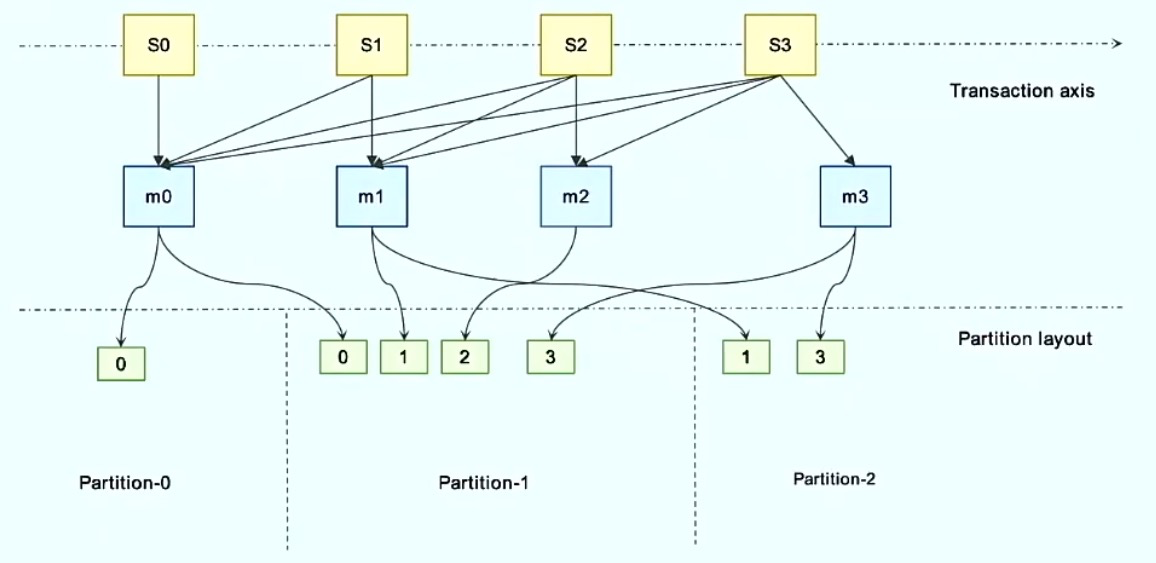 S0
S1
S2
S3
Transaction axis
m0
m1
m2
m3
Partition layout
0
0
1
2
3
1
3
Partition-0
Partition-1
Partition-2